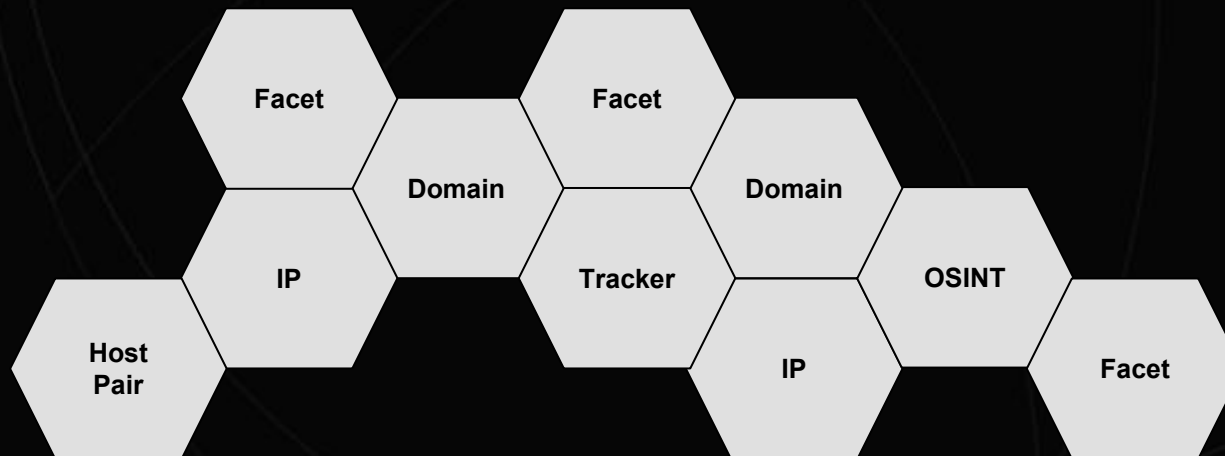 Facet
Facet
Domain
Domain
IP
Tracker
OSINT
Host
Pair
IP
Facet